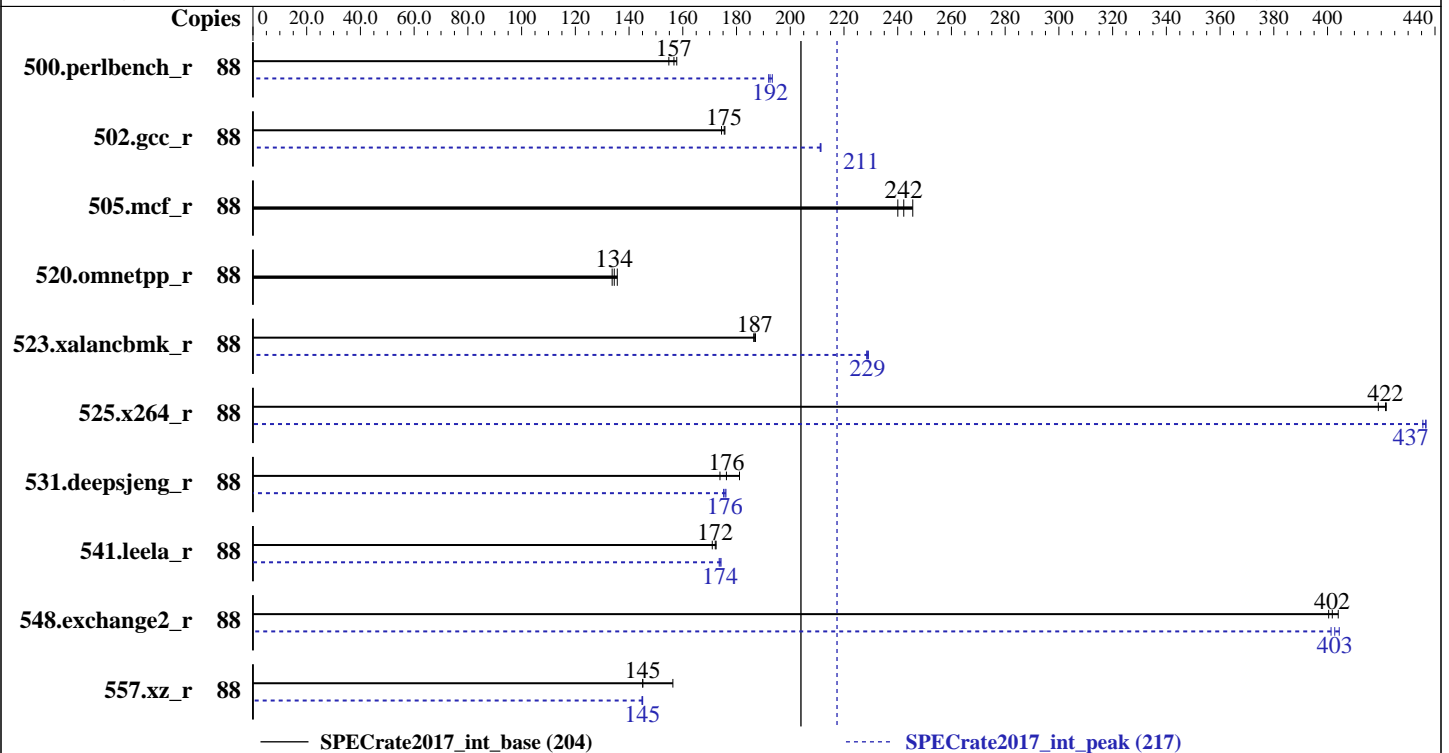 Copies 0 20.0 40.0 60.0 80.0 100 120 140 160 180 200 220 240 260 280 300 320 340 360 380 400 440
157
500.perlbench_r 88
192
175
502.gcc_r 88
211
242
505.mcf_r 88
134
520.omnetpp_r 88
187
523.xalancbmk_r 88
229
422
525.x264_r 88
437
176
531.deepsjeng_r 88
176
172
541.leela_r 88
174
402
548.exchange2_r 88
403
145
557.xz_r 88
145
SPECrate2017_int_base (204) SPECrate2017_int_peak (217)